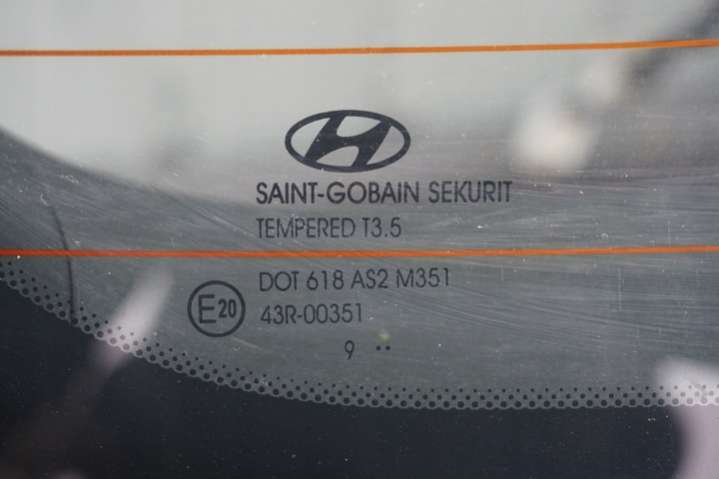 SAINT-GOBAIN SEKURIT
TEMPERED T3.5
DOT 618 AS2 M351
E20 43R-00351
9 ..